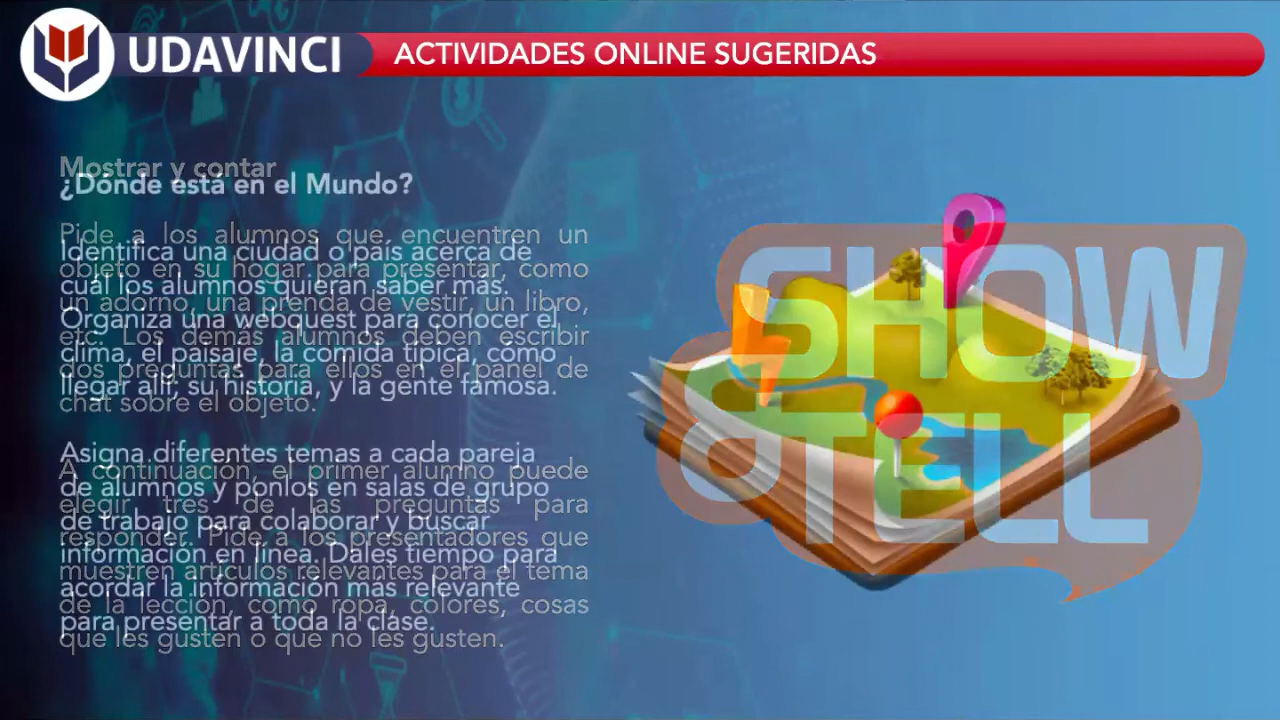 UDAVINCI
ACTIVIDADES ONLINE SUGERIDAS
Mostrar y contar
¿Dónde está en el Mundo?
Pide a los alumnos que encuentren un
objeto en su hogar para presentar, como
un adorno, una prenda de vestir, un libro,
etc. Los demás alumnos deben escribir
dos preguntas para ellos en el panel de
chat sobre el objeto.
A continuación, el primer alumno puede
elegir tres de las preguntas para
responder. Pide a los presentadores que
muestren artículos relevantes para el tema
de la lección, como ropa, colores, cosas
que les gusten o que no les gusten.
Identifica una ciudad o país acerca de
cuál los alumnos quieran saber más.
Organiza una webquest para conocer el
clima, el paisaje, la comida típica, cómo
llegar allí, su historia, y la gente famosa.
Asigna diferentes temas a cada pareja
de alumnos y ponlos en salas de grupo
de trabajo para colaborar y buscar
información en línea. Dales tiempo para
acordar la información mas relevante
para presentar a toda la clase.
SHOW
&TELL